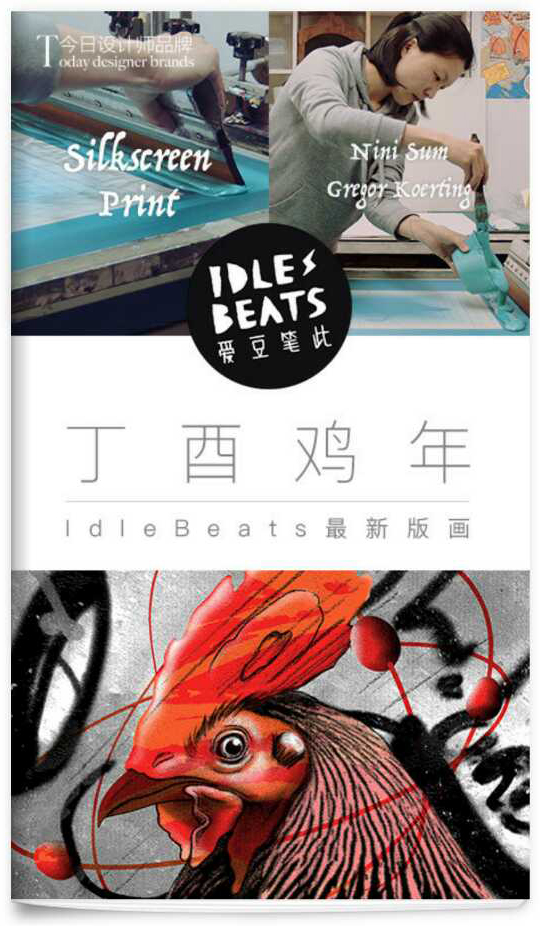 今日设计师品牌
Today designer brands
Silkscreen
Print
Nini Sum
Gregor Koerting
IDLE
BEATS
爱豆笔此
丁酉鸡年
IdleBeats最新版画